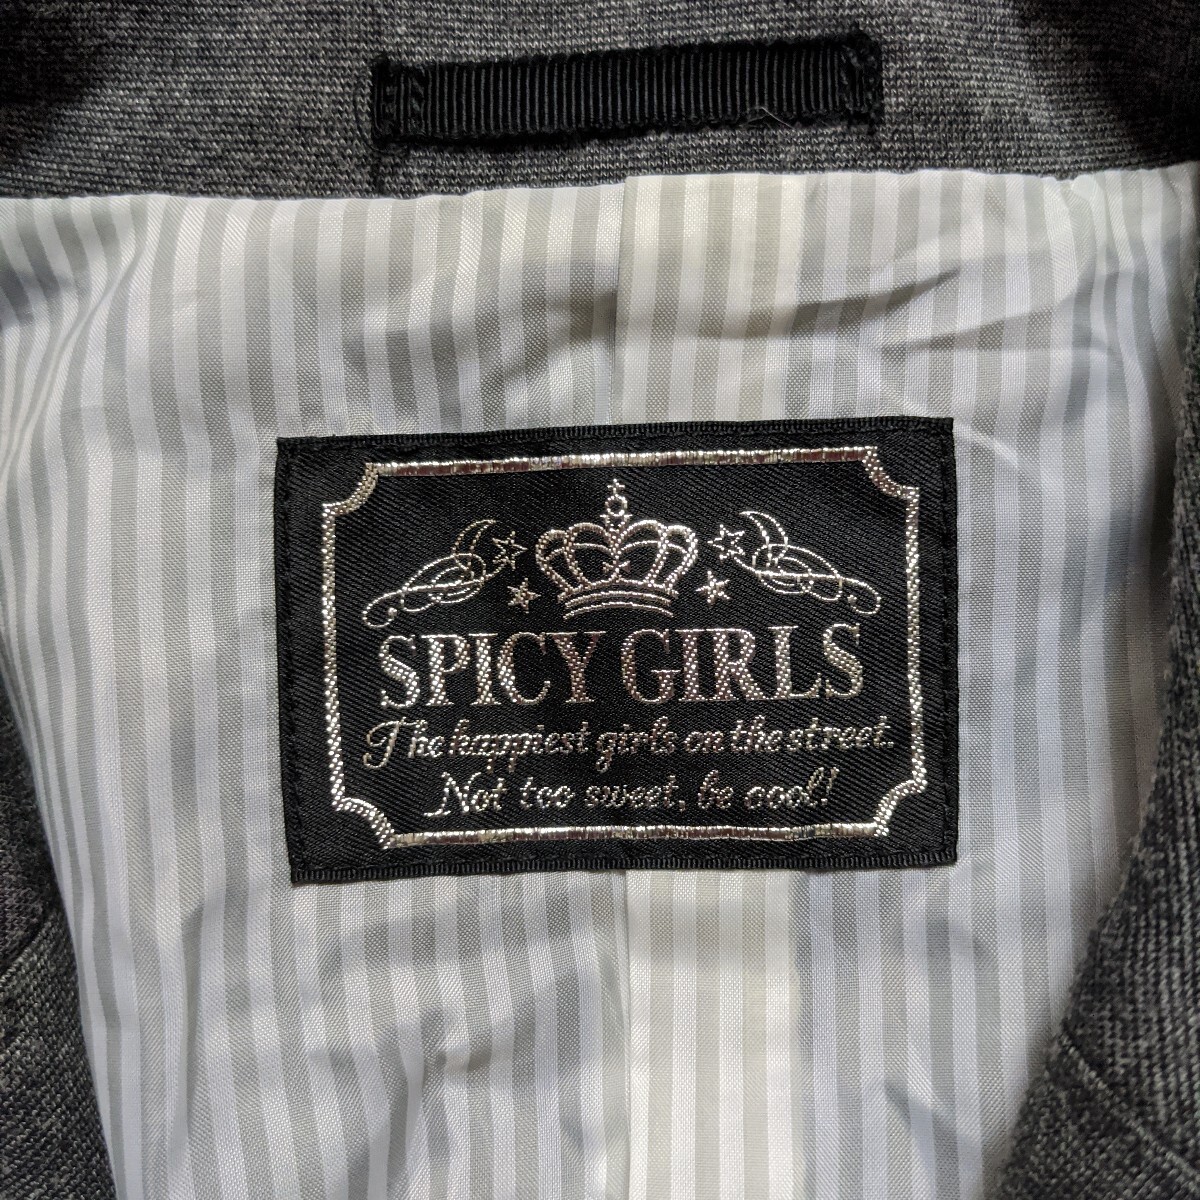 SPICY GIRLS
The happiest girls on the street.
Not too sweet, be cool!